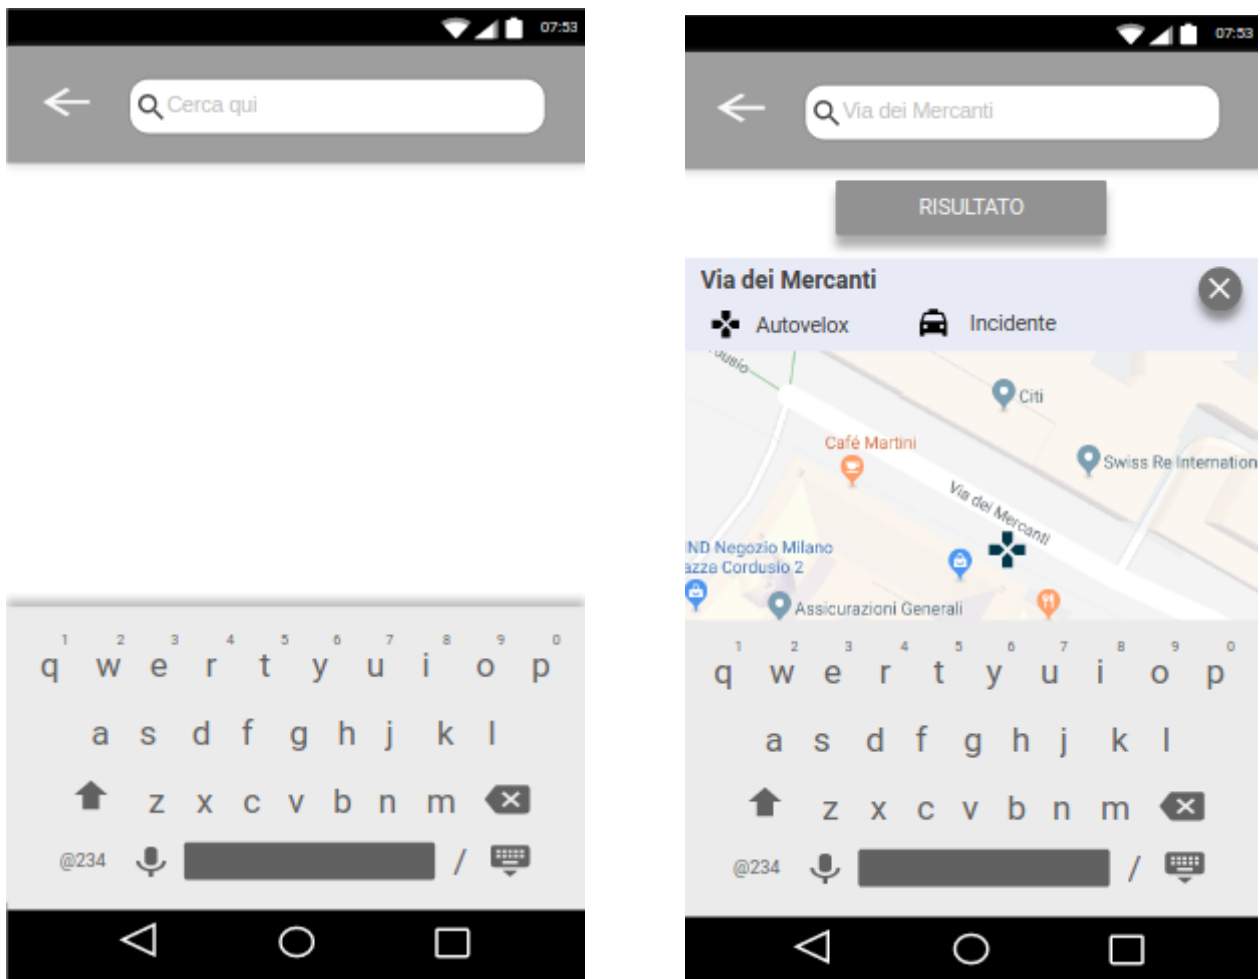 07:53
Cerca qui
1 2 3 4 5 6 7 8 9 0
q w e r t y u i o p
a s d f g h j k l
z x c v b n m
@234 /
07:53
Via dei Mercanti
RISULTATO
Via dei Mercanti
Autovelox Incidente
Citi
Café Martini
Swiss Re Internation
Via dei Mercanti
ND Negozio Milano
azza Cordusio 2
Assicurazioni Generali
1 2 3 4 5 6 7 8 9 0
q w e r t y u i o p
a s d f g h j k l
z x c v b n m
@234 /